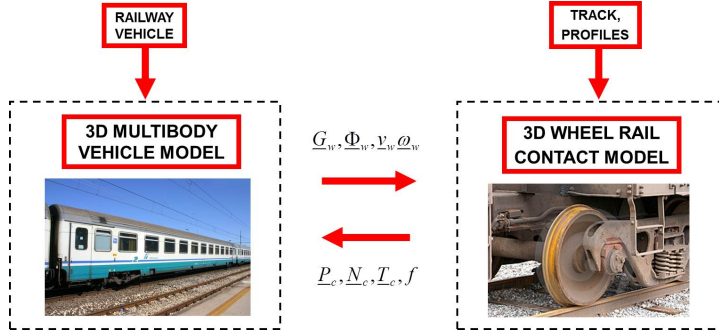 RAILWAY
VEHICLE
TRACK,
PROFILES
3D MULTIBODY
VEHICLE MODEL
G_w, Φ_w, v_w ω_w
3D WHEEL RAIL
CONTACT MODEL
P_c, N_c, T_c, f